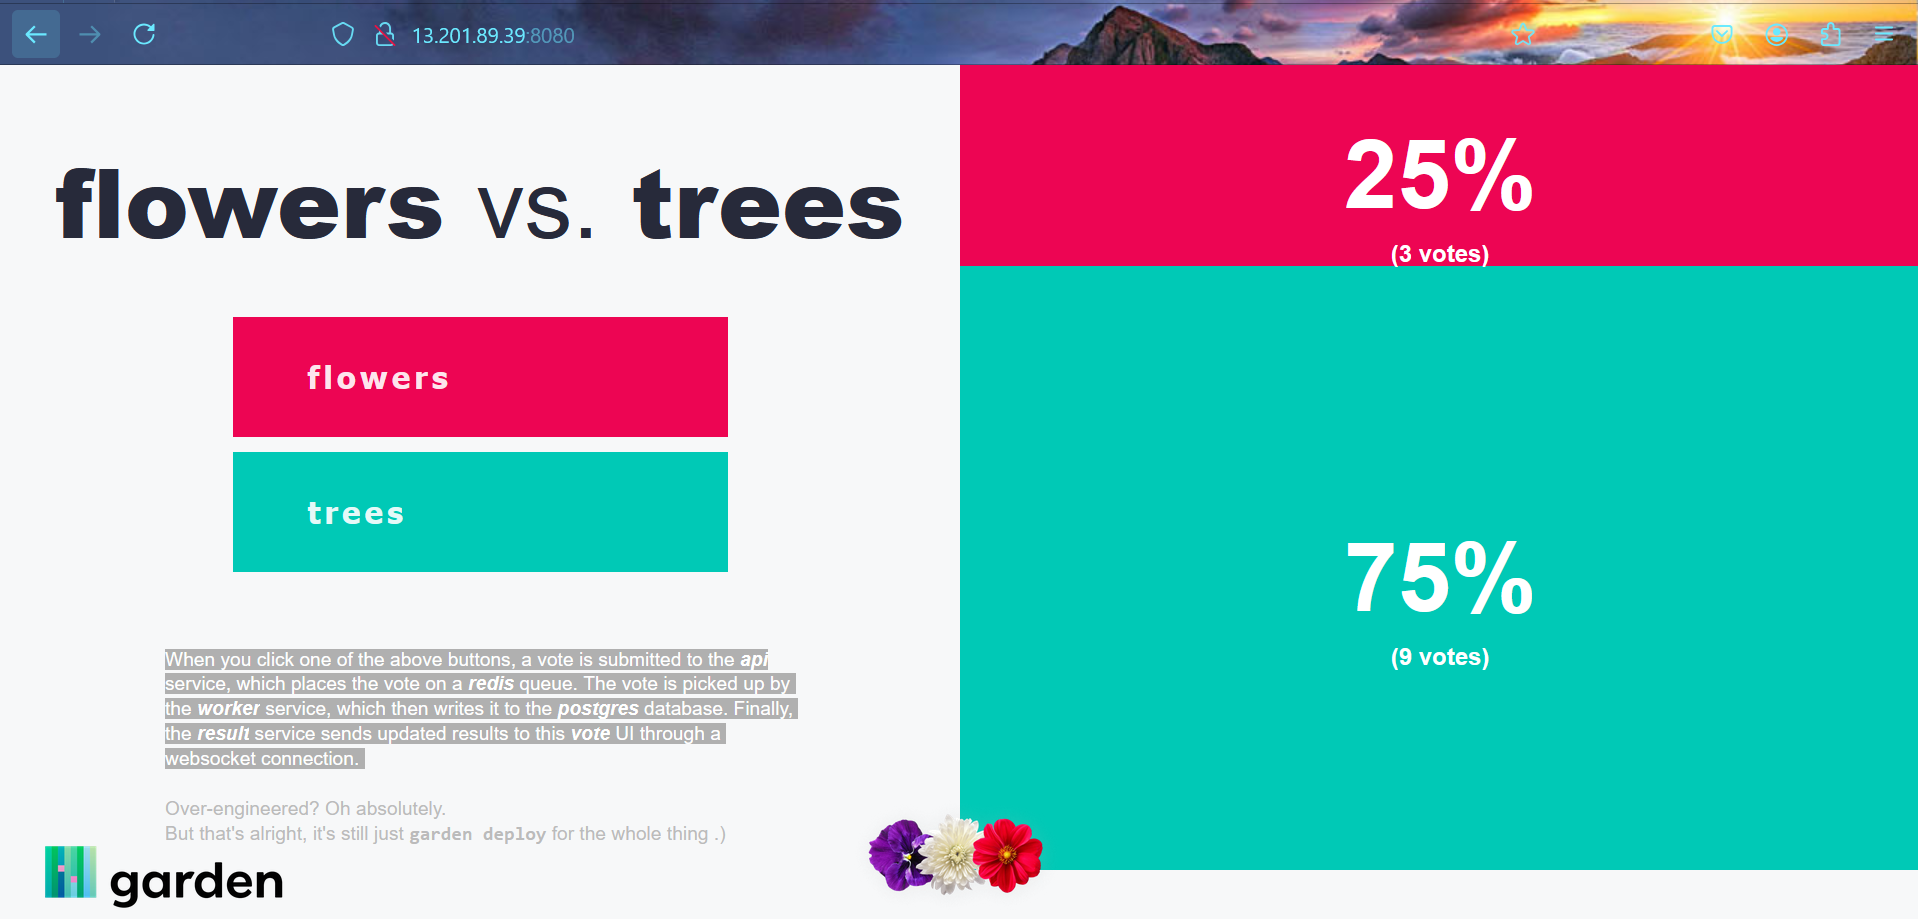 13.201.89.39:8080
flowers vs. trees
flowers
trees
When you click one of the above buttons, a vote is submitted to the api
service, which places the vote on a redis queue. The vote is picked up by
the worker service, which then writes it to the postgres database. Finally,
the result service sends updated results to this vote UI through a
websocket connection.
Over-engineered? Oh absolutely.
But that's alright, it's still just garden deploy for the whole thing .)
garden
25%
(3 votes)
75%
(9 votes)